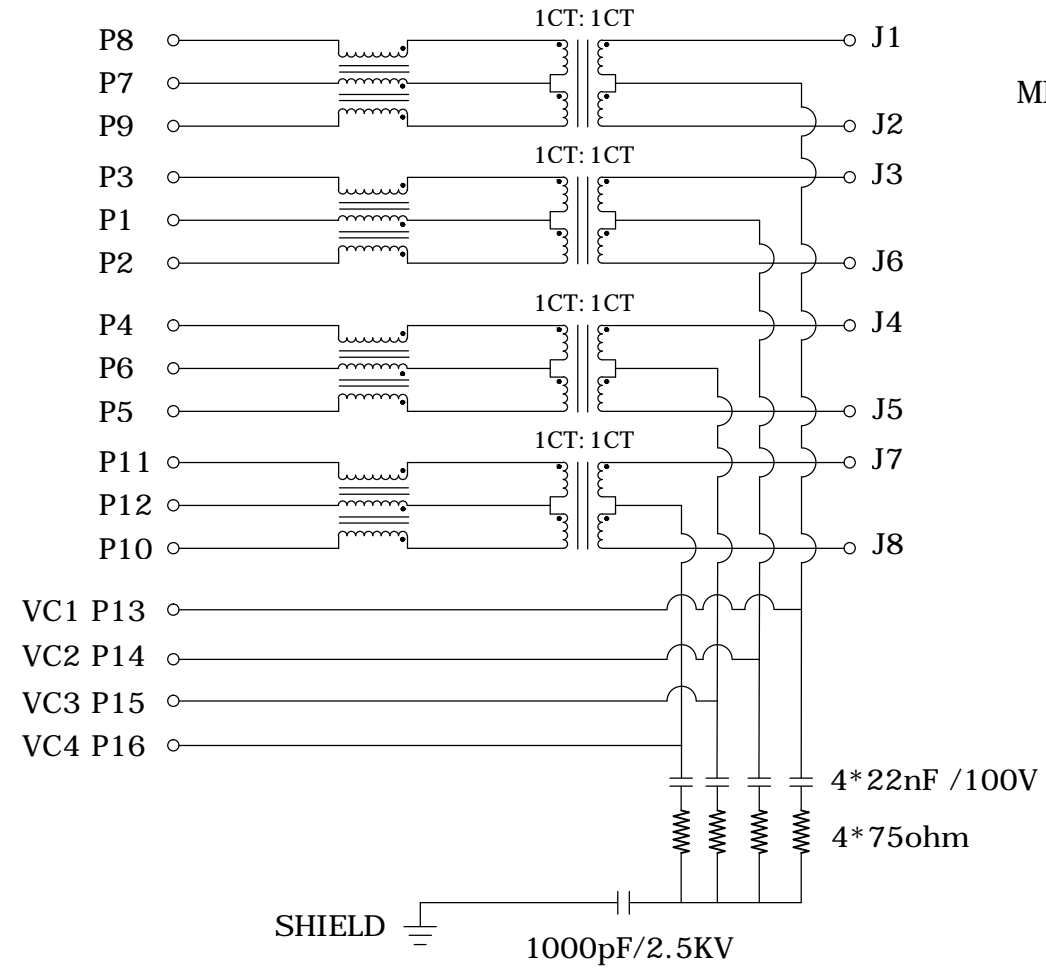 1CT: 1CT
P8
J1
P7
P9
J2
1CT: 1CT
P3
J3
P1
P2
J6
1CT: 1CT
P4
J4
P6
P5
J5
1CT: 1CT
P11
J7
P12
P10
J8
VC1 P13
VC2 P14
VC3 P15
VC4 P16
4*22nF /100V
4*75ohm
SHIELD
1000pF/2.5KV